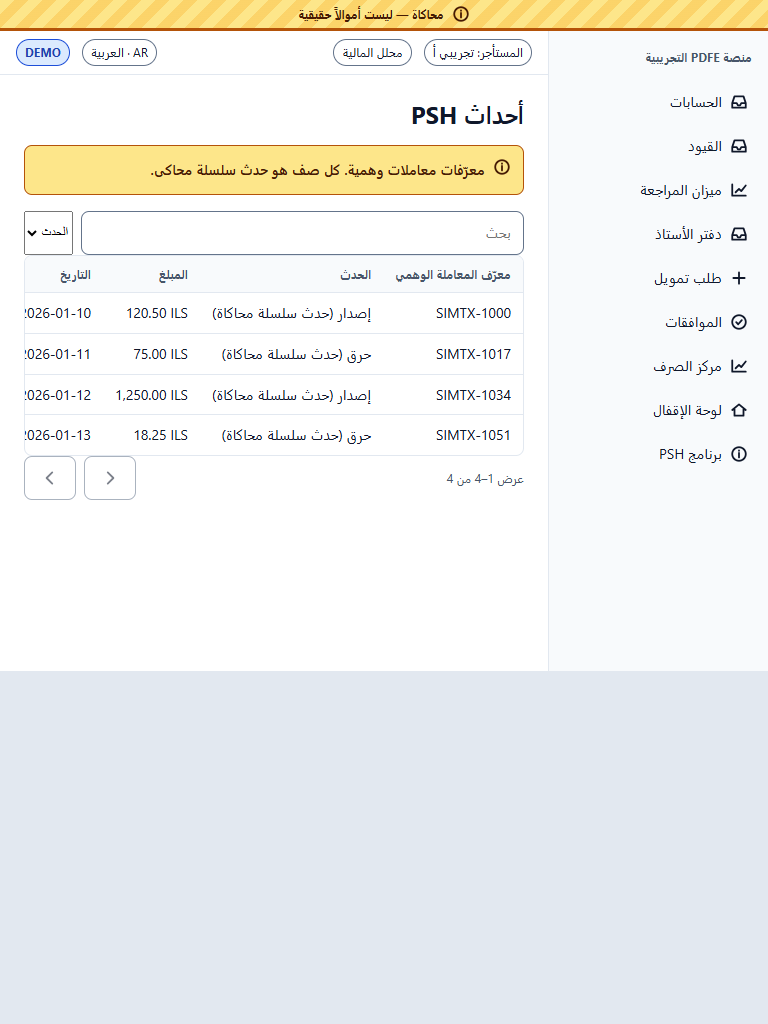 محاكاة — ليست أموالاً حقيقية
منصة PDFE التجريبية
الحسابات
القيود
ميزان المراجعة
دفتر الأستاذ
طلب تمويل
الموافقات
مركز الصرف
لوحة الإقفال
برنامج PSH
المستأجر: تجريبي أ
محلل المالية
AR · العربية
DEMO
أحداث PSH
معرّفات معاملات وهمية. كل صف هو حدث سلسلة محاكى.
بحث
الحدث
معرّف المعاملة الوهمي الحدث المبلغ التاريخ
SIMTX-1000 إصدار (حدث سلسلة محاكاة) 120.50 ILS 2026-01-10
SIMTX-1017 حرق (حدث سلسلة محاكاة) 75.00 ILS 2026-01-11
SIMTX-1034 إصدار (حدث سلسلة محاكاة) 1,250.00 ILS 2026-01-12
SIMTX-1051 حرق (حدث سلسلة محاكاة) 18.25 ILS 2026-01-13
عرض 1–4 من 4